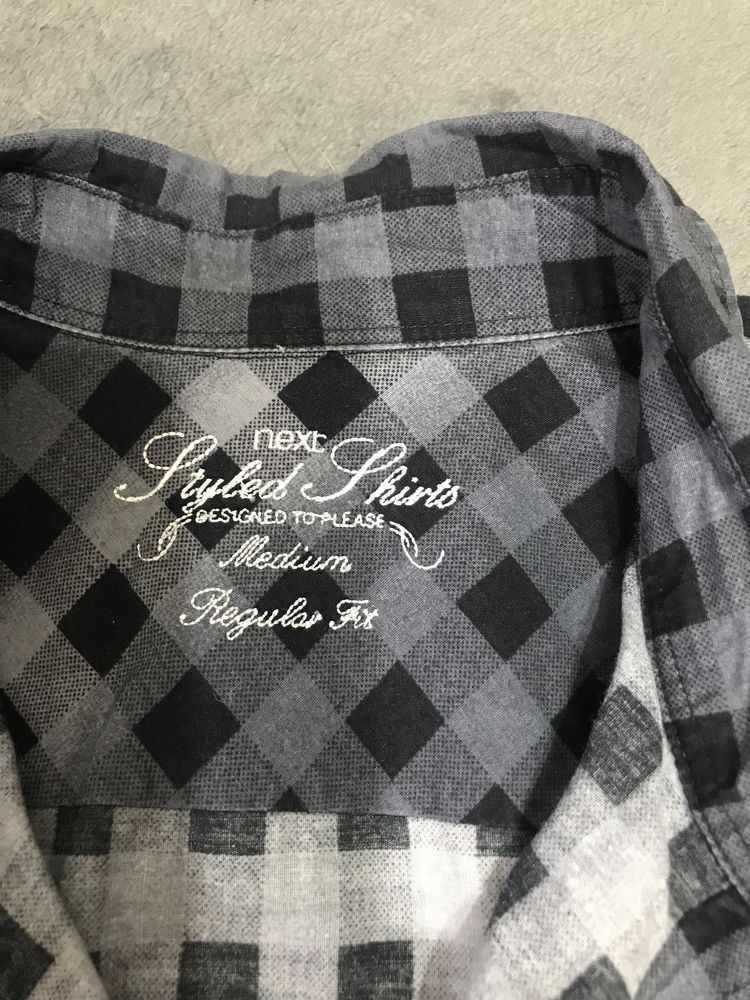 next
Styled Shirts
DESIGNED TO PLEASE
Medium
Regular Fit